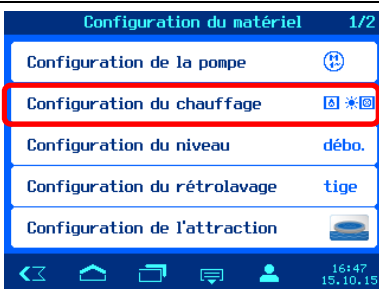 Configuration du matériel 1/2
Configuration de la pompe
Configuration du chauffage
Configuration du niveau débo.
Configuration du rétrolavage tige
Configuration de l'attraction
16:47
15.10.15